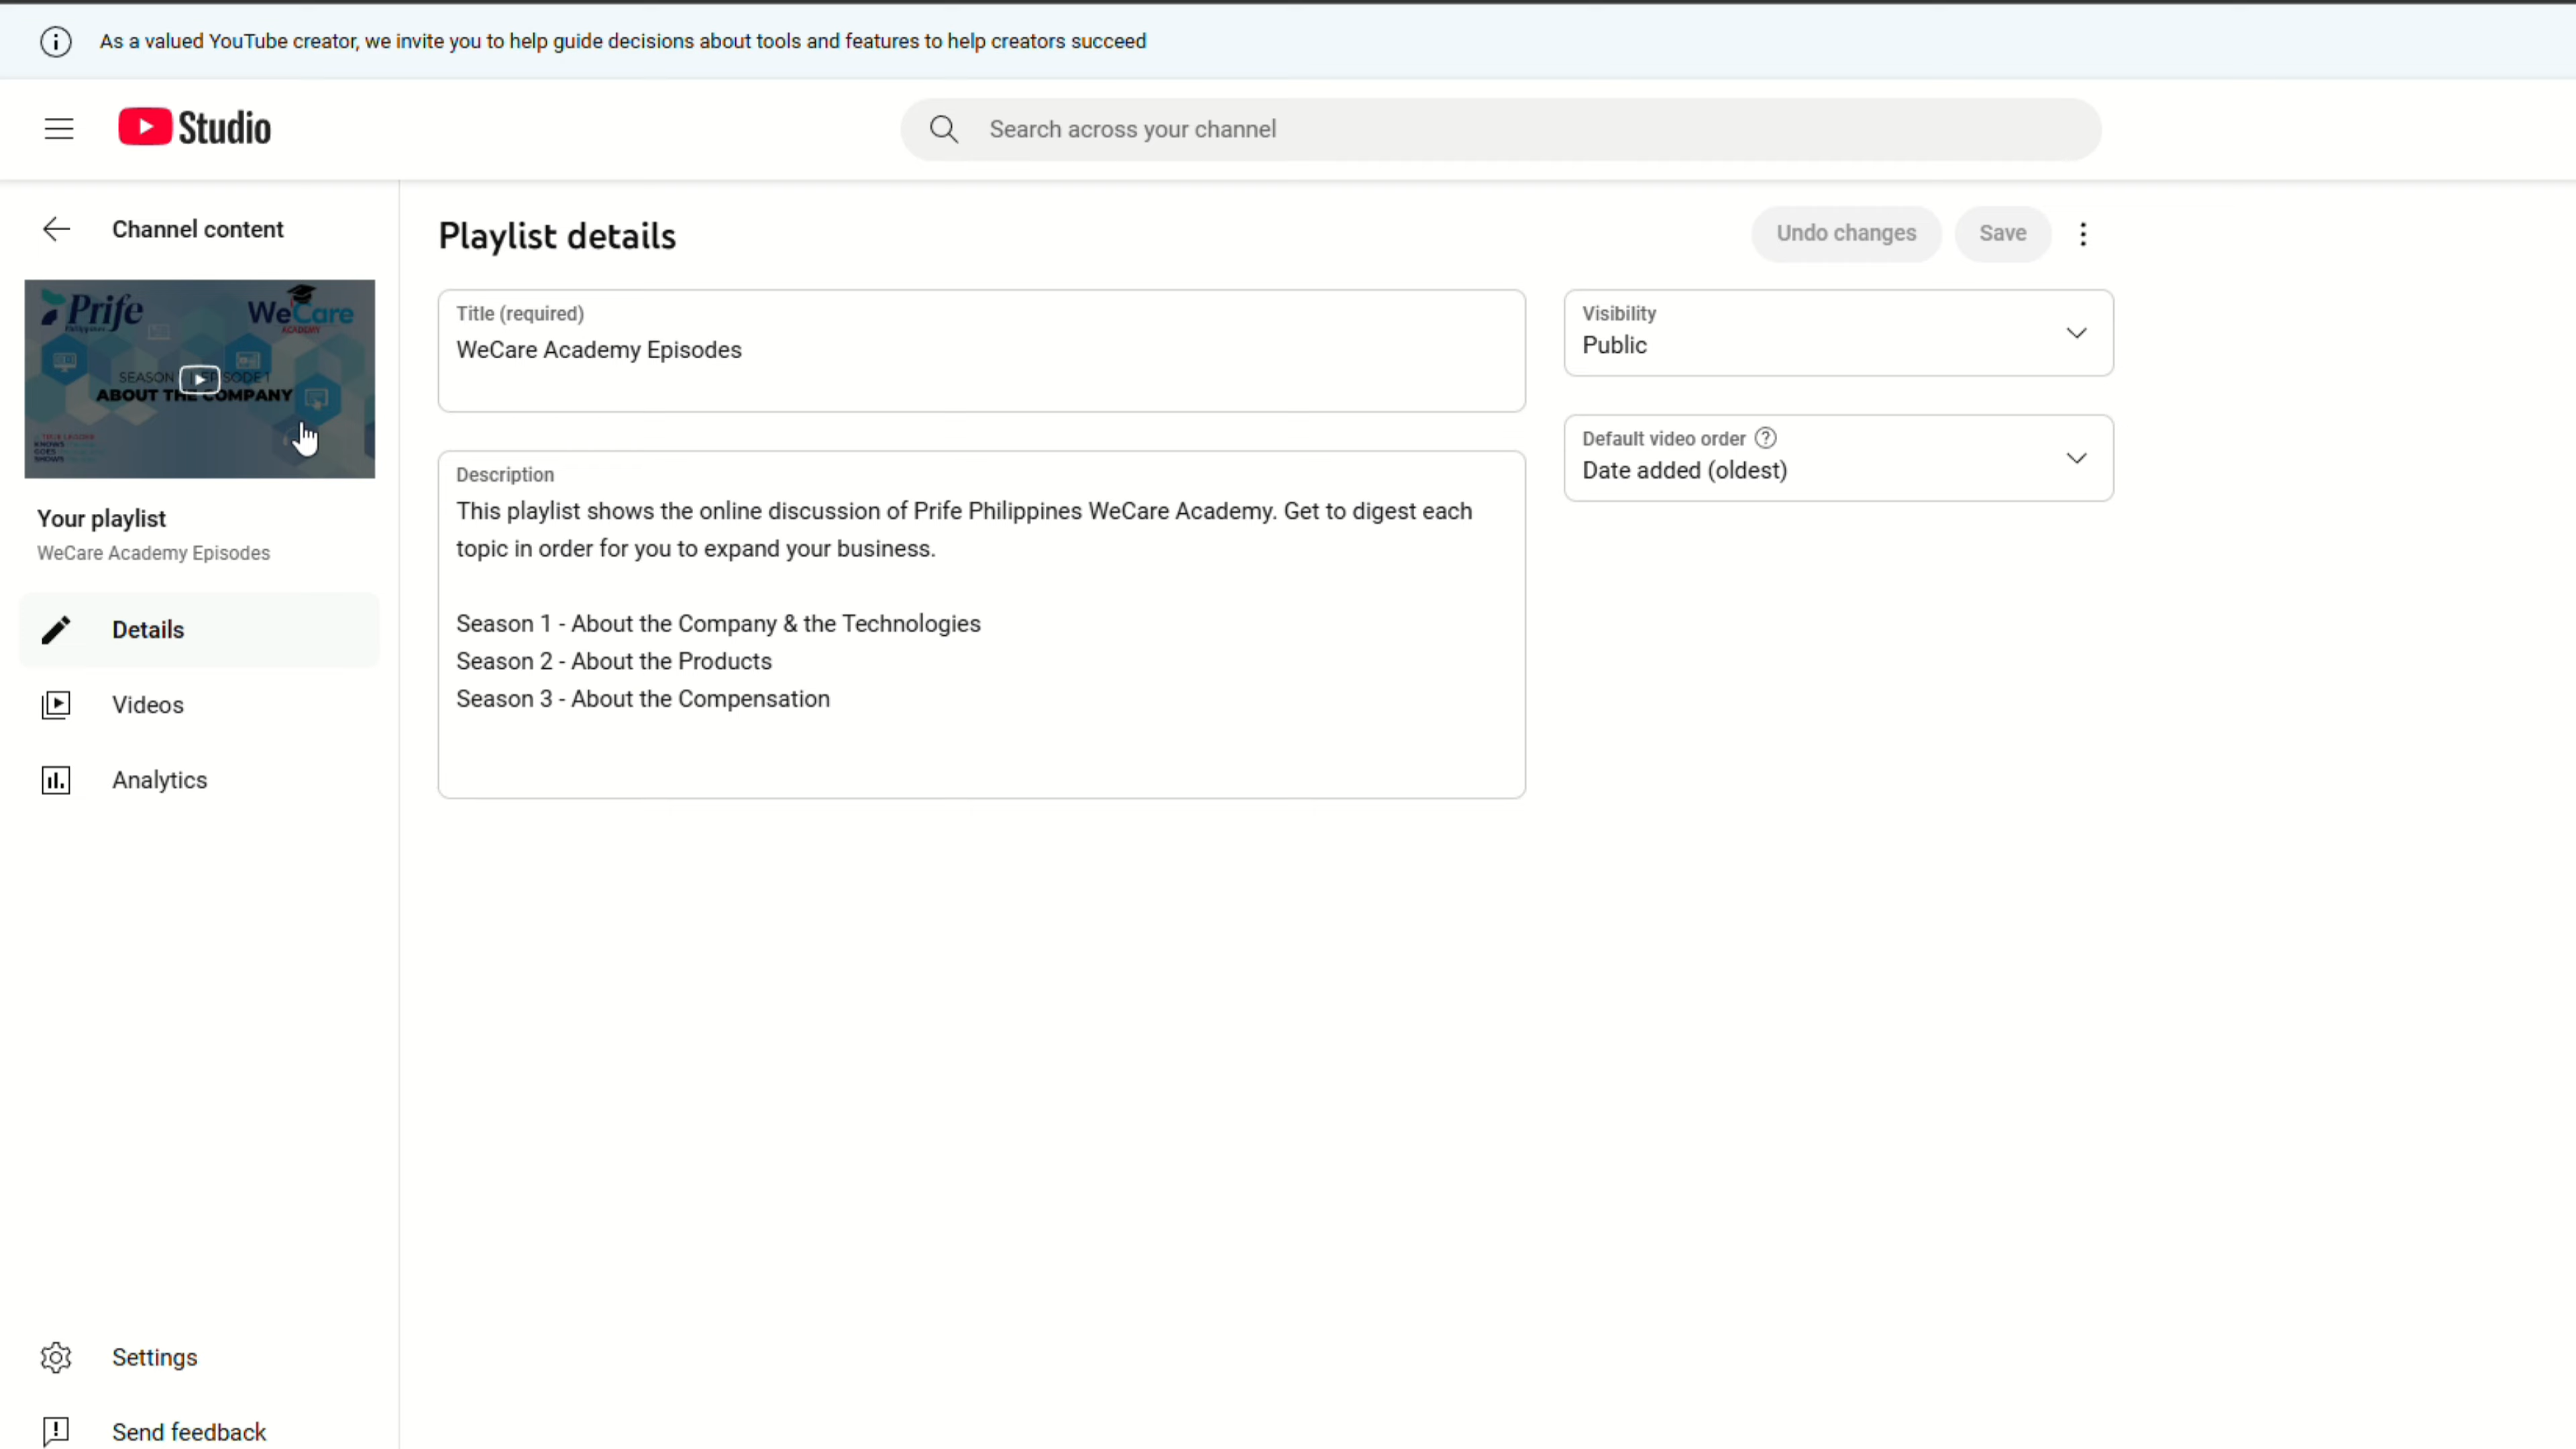 As a valued YouTube creator, we invite you to help guide decisions about tools and features to help creators succeed
Studio
Search across your channel
Channel content
Prife
Philippines
WeCare
ACADEMY
SEASON
EPISODE 1
ABOUT THE COMPANY
Your playlist
WeCare Academy Episodes
Details
Videos
Analytics
Settings
Send feedback
Playlist details
Undo changes
Save
Title (required)
WeCare Academy Episodes
Description
This playlist shows the online discussion of Prife Philippines WeCare Academy. Get to digest each
topic in order for you to expand your business.
Season 1 - About the Company & the Technologies
Season 2 - About the Products
Season 3 - About the Compensation
Visibility
Public
Default video order
Date added (oldest)